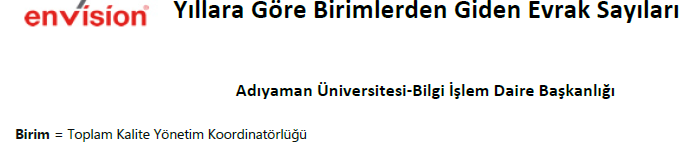 envision® Yıllara Göre Birimlerden Giden Evrak Sayıları
Adıyaman Üniversitesi-Bilgi İşlem Daire Başkanlığı
Birim = Toplam Kalite Yönetim Koordinatörlüğü